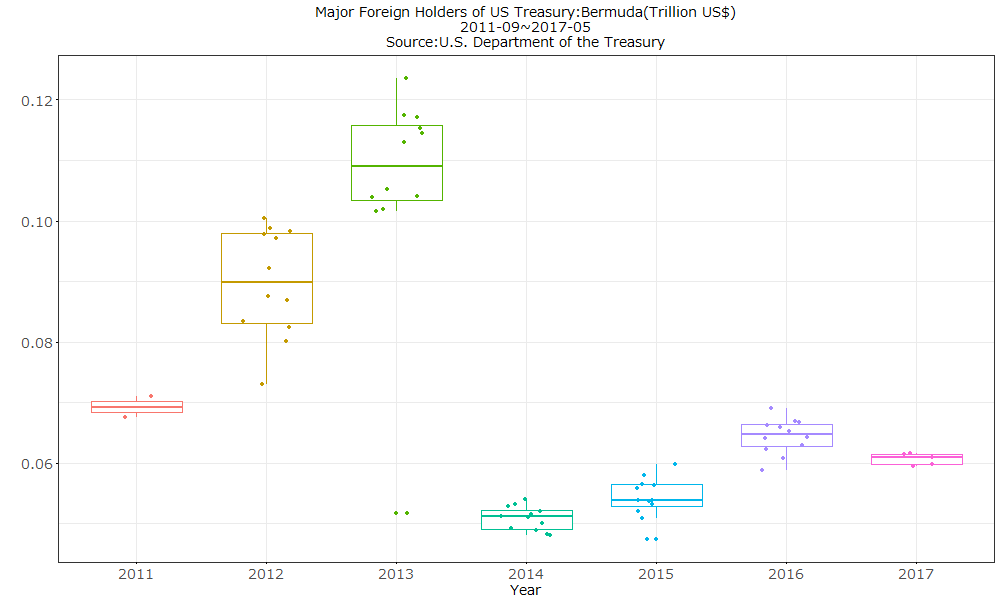 Major Foreign Holders of US Treasury:Bermuda(Trillion US$)
2011-09~2017-05
Source:U.S. Department of the Treasury
0.12
0.10
0.08
0.06
2011 2012 2013 2014 2015 2016 2017
Year